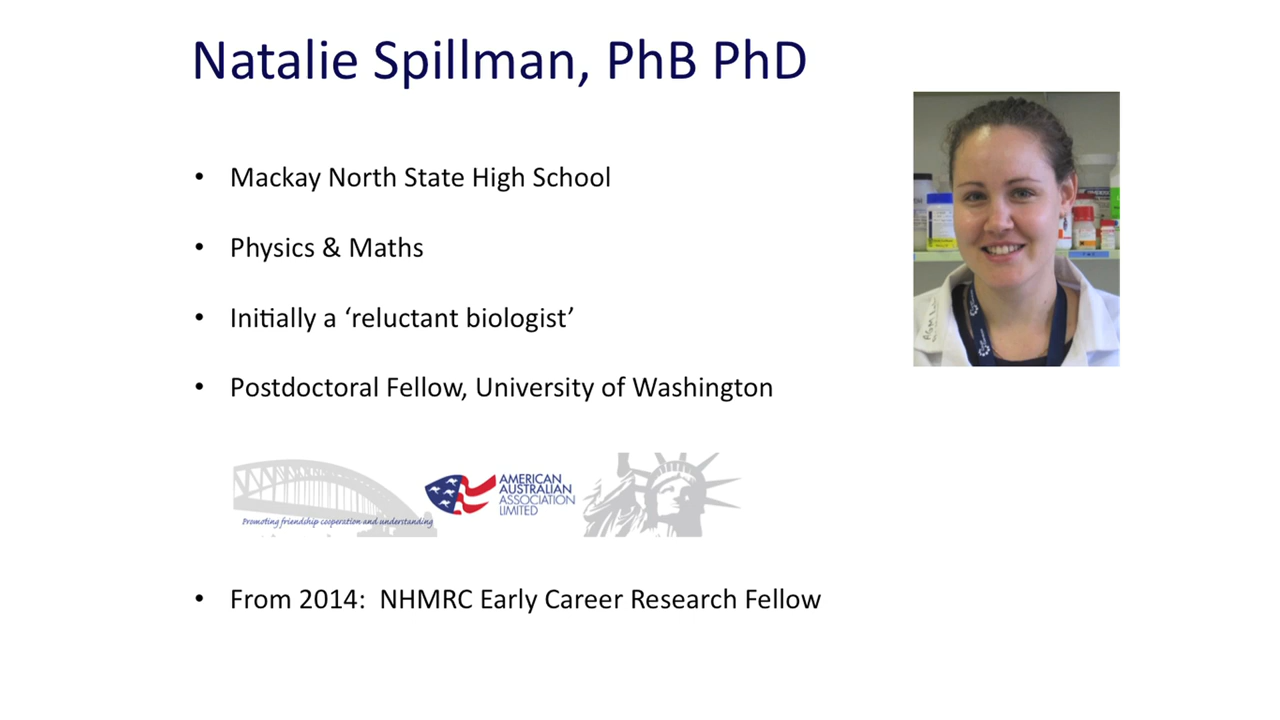 Natalie Spillman, PhB PhD
• Mackay North State High School
• Physics & Maths
• Initially a ‘reluctant biologist’
• Postdoctoral Fellow, University of Washington
AMERICAN
AUSTRALIAN
ASSOCIATION
LIMITED
Promoting friendship cooperation and understanding
• From 2014: NHMRC Early Career Research Fellow